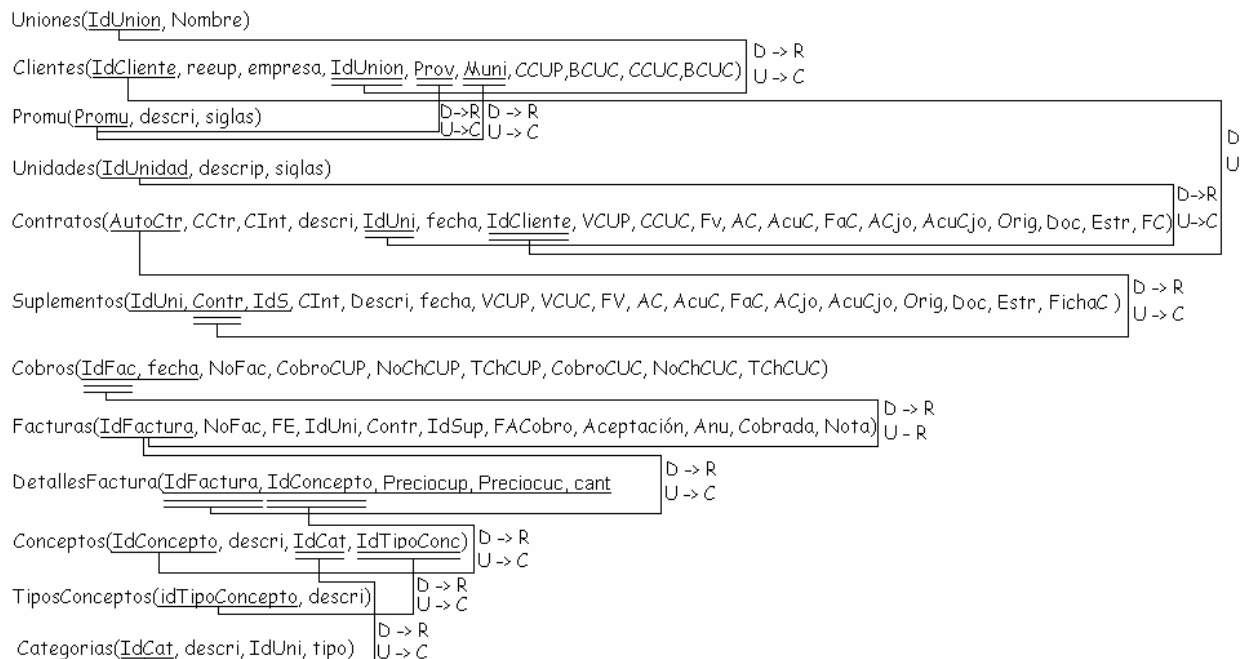 Uniones(IdUnion, Nombre)
D -> R
Clientes(IdCliente, reeup, empresa, IdUnion, Prov, Muni, CCUP,BCUC, CCUC,BCUC)
U -> C
Promu(Promu, descri, siglas)
D->R
D -> R
U->C
U -> C
D
Unidades(IdUnidad, descrip, siglas)
U
D->R
Contratos(AutoCtr, CCtr, CInt, descri, IdUni, fecha, IdCliente, VCUP, CCUC, Fv, AC, AcuC, FaC, ACjo, AcuCjo, Orig, Doc, Estr, FC)
U->C
D -> R
Suplementos(IdUni, Contr, IdS, CInt, Descri, fecha, VCUP, VCUC, FV, AC, AcuC, FaC, ACjo, AcuCjo, Orig, Doc, Estr, FichaC )
U -> C
Cobros(IdFac, fecha, NoFac, CobroCUP, NoChCUP, TChCUP, CobroCUC, NoChCUC, TChCUC)
D -> R
Facturas(IdFactura, NoFac, FE, IdUni, Contr, IdSup, FACobro, Aceptación, Anu, Cobrada, Nota)
U - R
D -> R
DetallesFactura(IdFactura, IdConcepto, Preciocup, Preciocuc, cant
U -> C
Conceptos(IdConcepto, descri, IdCat, IdTipoConc)
D -> R
U -> C
D -> R
TiposConceptos(idTipoConcepto, descri)
U -> C
D -> R
Categorias(IdCat, descri, IdUni, tipo)
U -> C